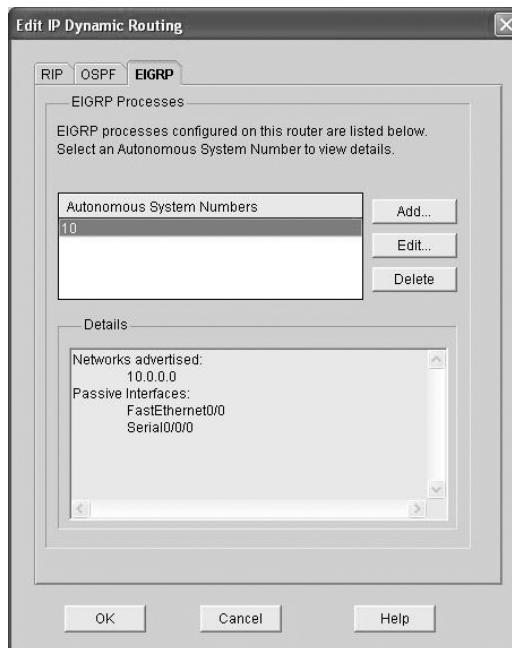 Edit IP Dynamic Routing
RIP OSPF EIGRP
EIGRP Processes
EIGRP processes configured on this router are listed below.
Select an Autonomous System Number to view details.
Autonomous System Numbers
10
Add...
Edit...
Delete
Details
Networks advertised:
10.0.0.0
Passive Interfaces:
FastEthernet0/0
Serial0/0/0
OK Cancel Help